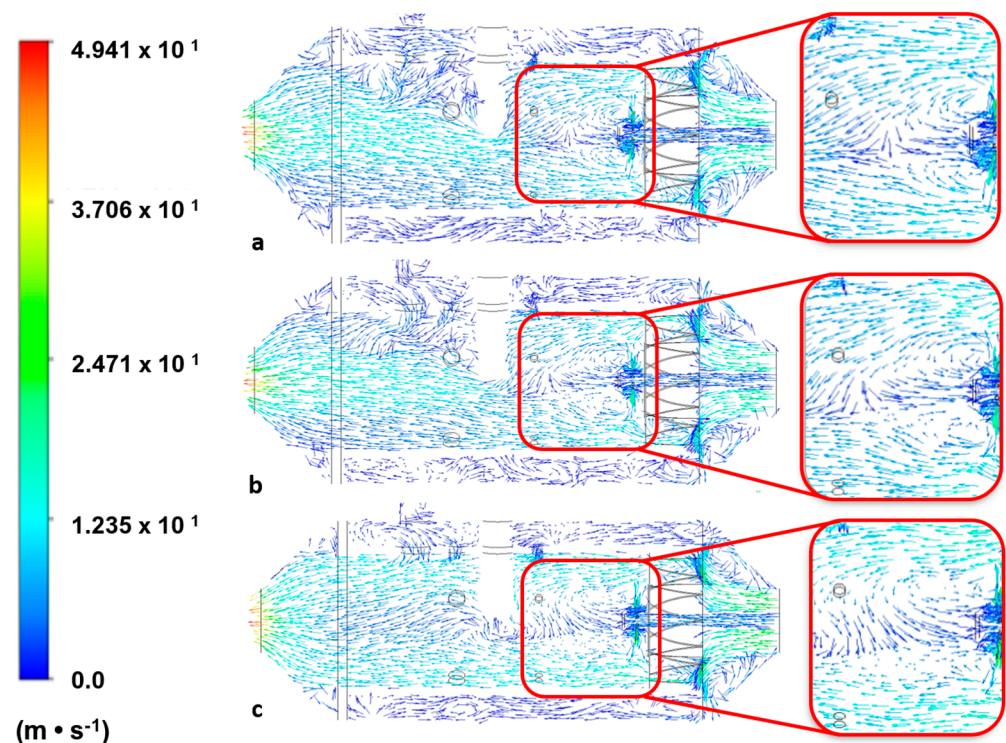 4.941 x 10 1
3.706 x 10 1
2.471 x 10 1
1.235 x 10 1
0.0
(m • s-1)
a
b
c